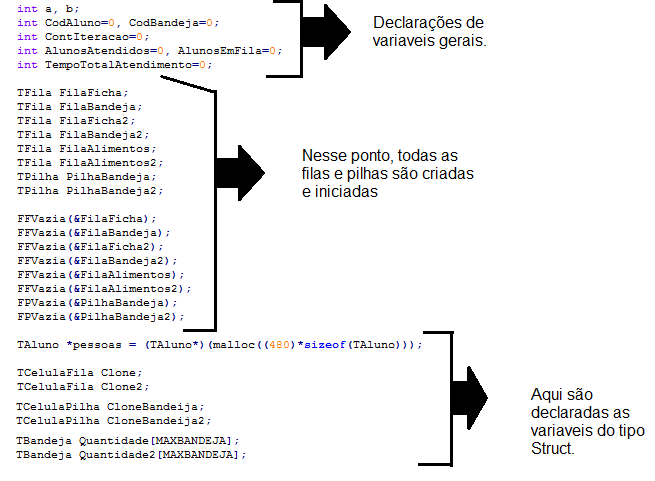 int a, b;
int CodAluno=0, CodBandeja=0;
int ContIteracao=0;
int AlunosAtendidos=0, AlunosEmFila=0;
int TempoTotalAtendimento=0;
Declarações de
variaveis gerais.
TFila FilaFicha;
TFila FilaBandeja;
TFila FilaFicha2;
TFila FilaBandeja2;
TFila FilaAlimentos;
TFila FilaAlimentos2;
TPilha PilhaBandeja;
TPilha PilhaBandeja2;
FFVazia(&FilaFicha);
FFVazia(&FilaBandeja);
FFVazia(&FilaFicha2);
FFVazia(&FilaBandeja2);
FFVazia(&FilaAlimentos);
FFVazia(&FilaAlimentos2);
FPVazia(&PilhaBandeja);
FPVazia(&PilhaBandeja2);
Nesse ponto, todas as
filas e pilhas são criadas
e iniciadas
TAluno *pessoas = (TAluno*)(malloc((480)*sizeof(TAluno)));
TCelulaFila Clone;
TCelulaFila Clone2;
TCelulaPilha CloneBandeija;
TCelulaPilha CloneBandeija2;
TBandeja Quantidade[MAXBANDEJA];
TBandeja Quantidade2[MAXBANDEJA];
Aqui são
declaradas as
variaveis do tipo
Struct.